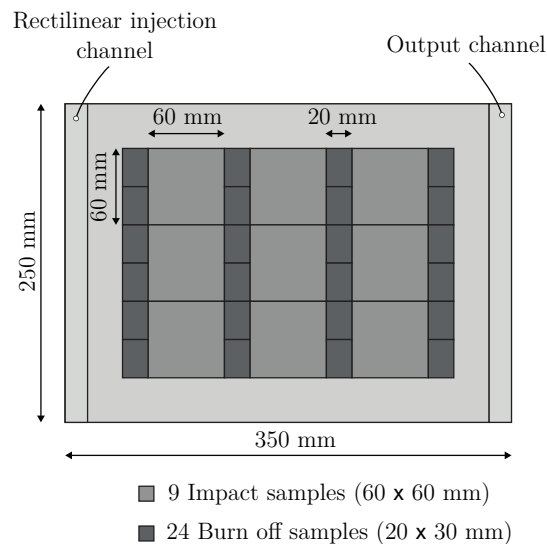 Rectilinear injection
channel
Output channel
60 mm
20 mm
60 mm
250 mm
350 mm
9 Impact samples (60 x 60 mm)
24 Burn off samples (20 x 30 mm)